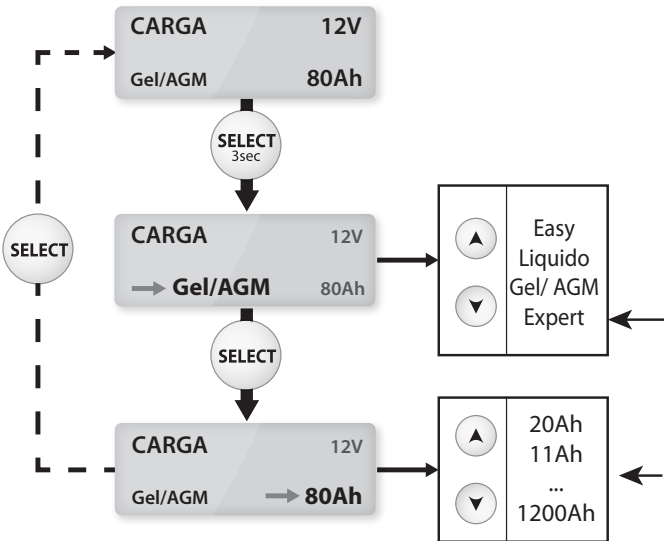 CARGA 12V
Gel/AGM 80Ah
SELECT
3sec
SELECT
CARGA 12V
Gel/AGM 80Ah
Easy
Liquido
Gel/ AGM
Expert
SELECT
CARGA 12V
Gel/AGM 80Ah
20Ah
11Ah
...
1200Ah